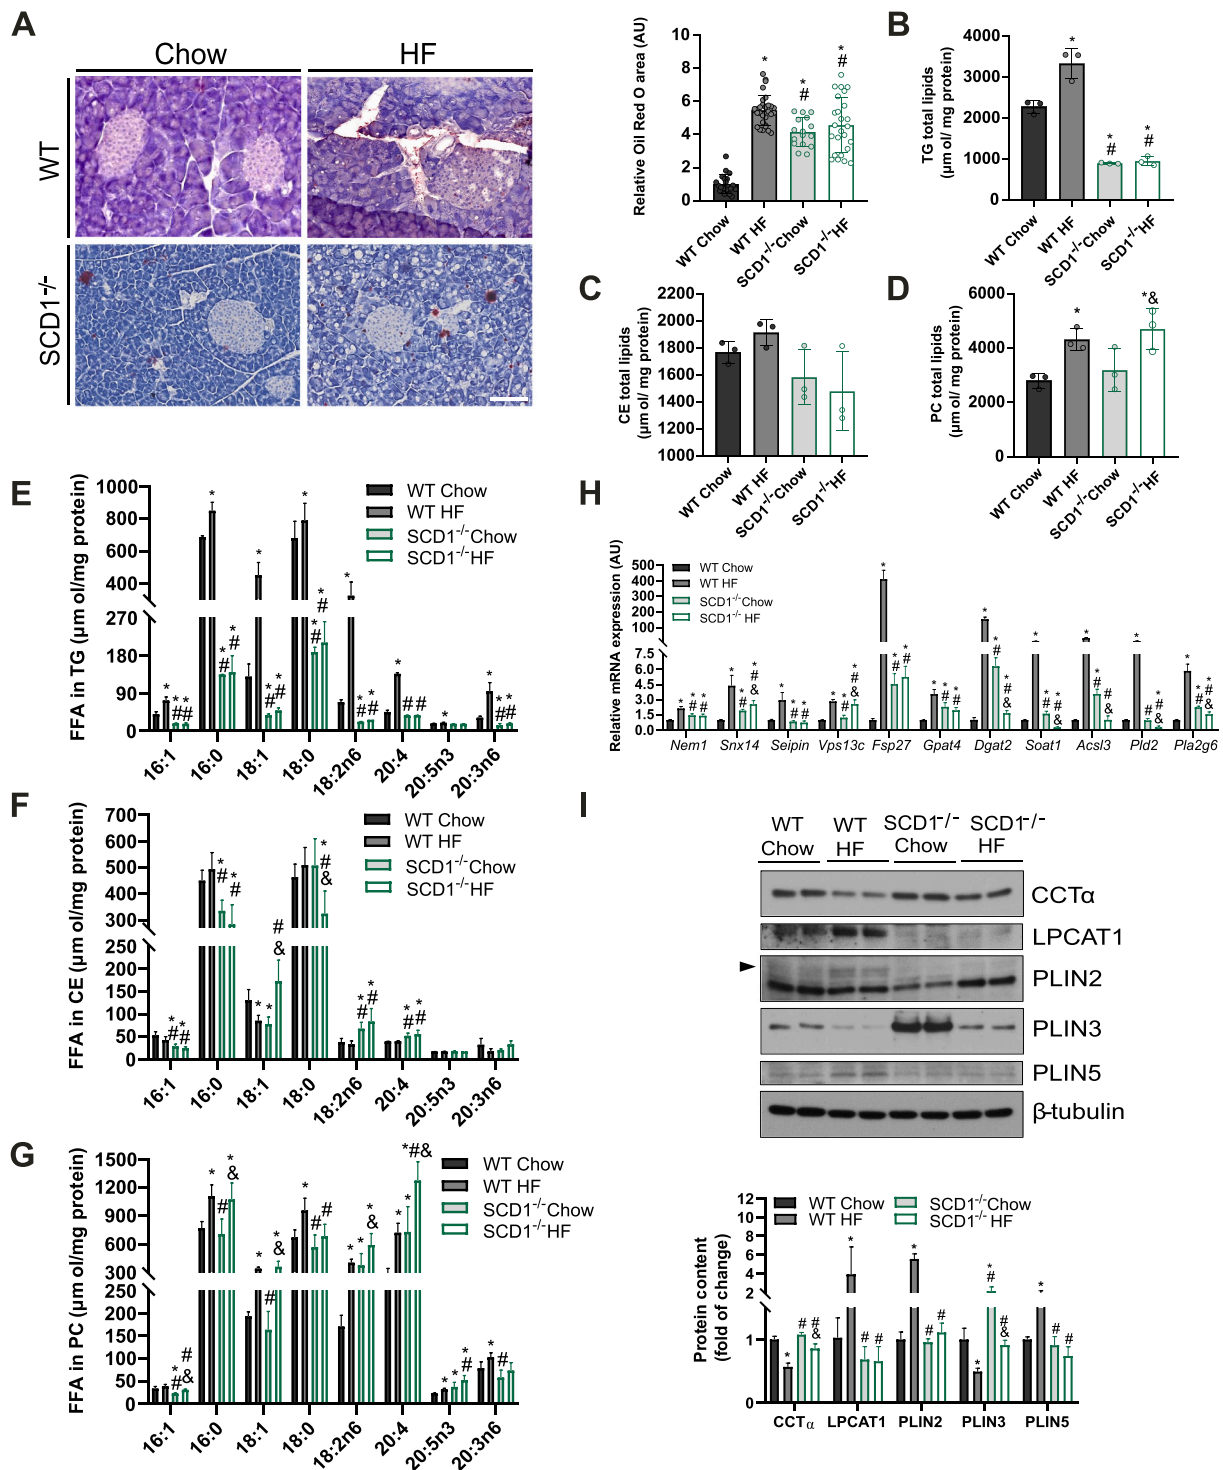 A
Chow
HF
WT
SCD1-/-
Relative Oil Red O area (AU)
10
8
6
4
2
0
*
*
#
*
#
WT Chow
WT HF
SCD1-/-Chow
SCD1-/-HF
B
TG total lipids
(µm ol/ mg protein)
4000
3000
2000
1000
0
*
*
#
*
#
WT Chow
WT HF
SCD1-/-Chow
SCD1-/-HF
C
CE total lipids
(µm ol/ mg protein)
2200
2000
1800
1600
1400
1200
1000
WT Chow
WT HF
SCD1-/-Chow
SCD1-/-HF
D
PC total lipids
(µm ol/ mg protein)
6000
4000
2000
0
*
*&
WT Chow
WT HF
SCD1-/-Chow
SCD1-/-HF
E
FFA in TG (µm ol/mg protein)
1000
800
600
400
270
180
90
0
WT Chow
WT HF
SCD1-/-Chow
SCD1-/-HF
16:1
16:0
18:1
18:0
18:2n6
20:4
20:5n3
20:3n6
F
FFA in CE (µm ol/mg protein)
700
600
500
400
300
250
200
150
100
50
0
WT Chow
WT HF
SCD1-/-Chow
SCD1-/-HF
16:1
16:0
18:1
18:0
18:2n6
20:4
20:5n3
20:3n6
G
FFA in PC (µm ol/mg protein)
1500
1200
900
600
300
250
200
150
100
50
0
*#&
WT Chow
WT HF
SCD1-/-Chow
SCD1-/-HF
16:1
16:0
18:1
18:0
18:2n6
20:4
20:5n3
20:3n6
H
Relative mRNA expression (AU)
500
400
300
200
100
7.5
4.5
3.0
1.5
0.0
WT Chow
WT HF
SCD1-/-Chow
SCD1-/-HF
Nem1 Snx14 Seipin Vps13c Fsp27 Gpat4 Dgat2 Soat1 Acsl3 Pld2 Pla2g6
I
WT
Chow
WT
HF
SCD1-/-
Chow
SCD1-/-
HF
CCTα
LPCAT1
PLIN2
PLIN3
PLIN5
β-tubulin
Protein content
(fold of change)
10
8
6
4
2
1
0
WT Chow
WT HF
SCD1-/-Chow
SCD1-/-HF
CCTα LPCAT1 PLIN2 PLIN3 PLIN5